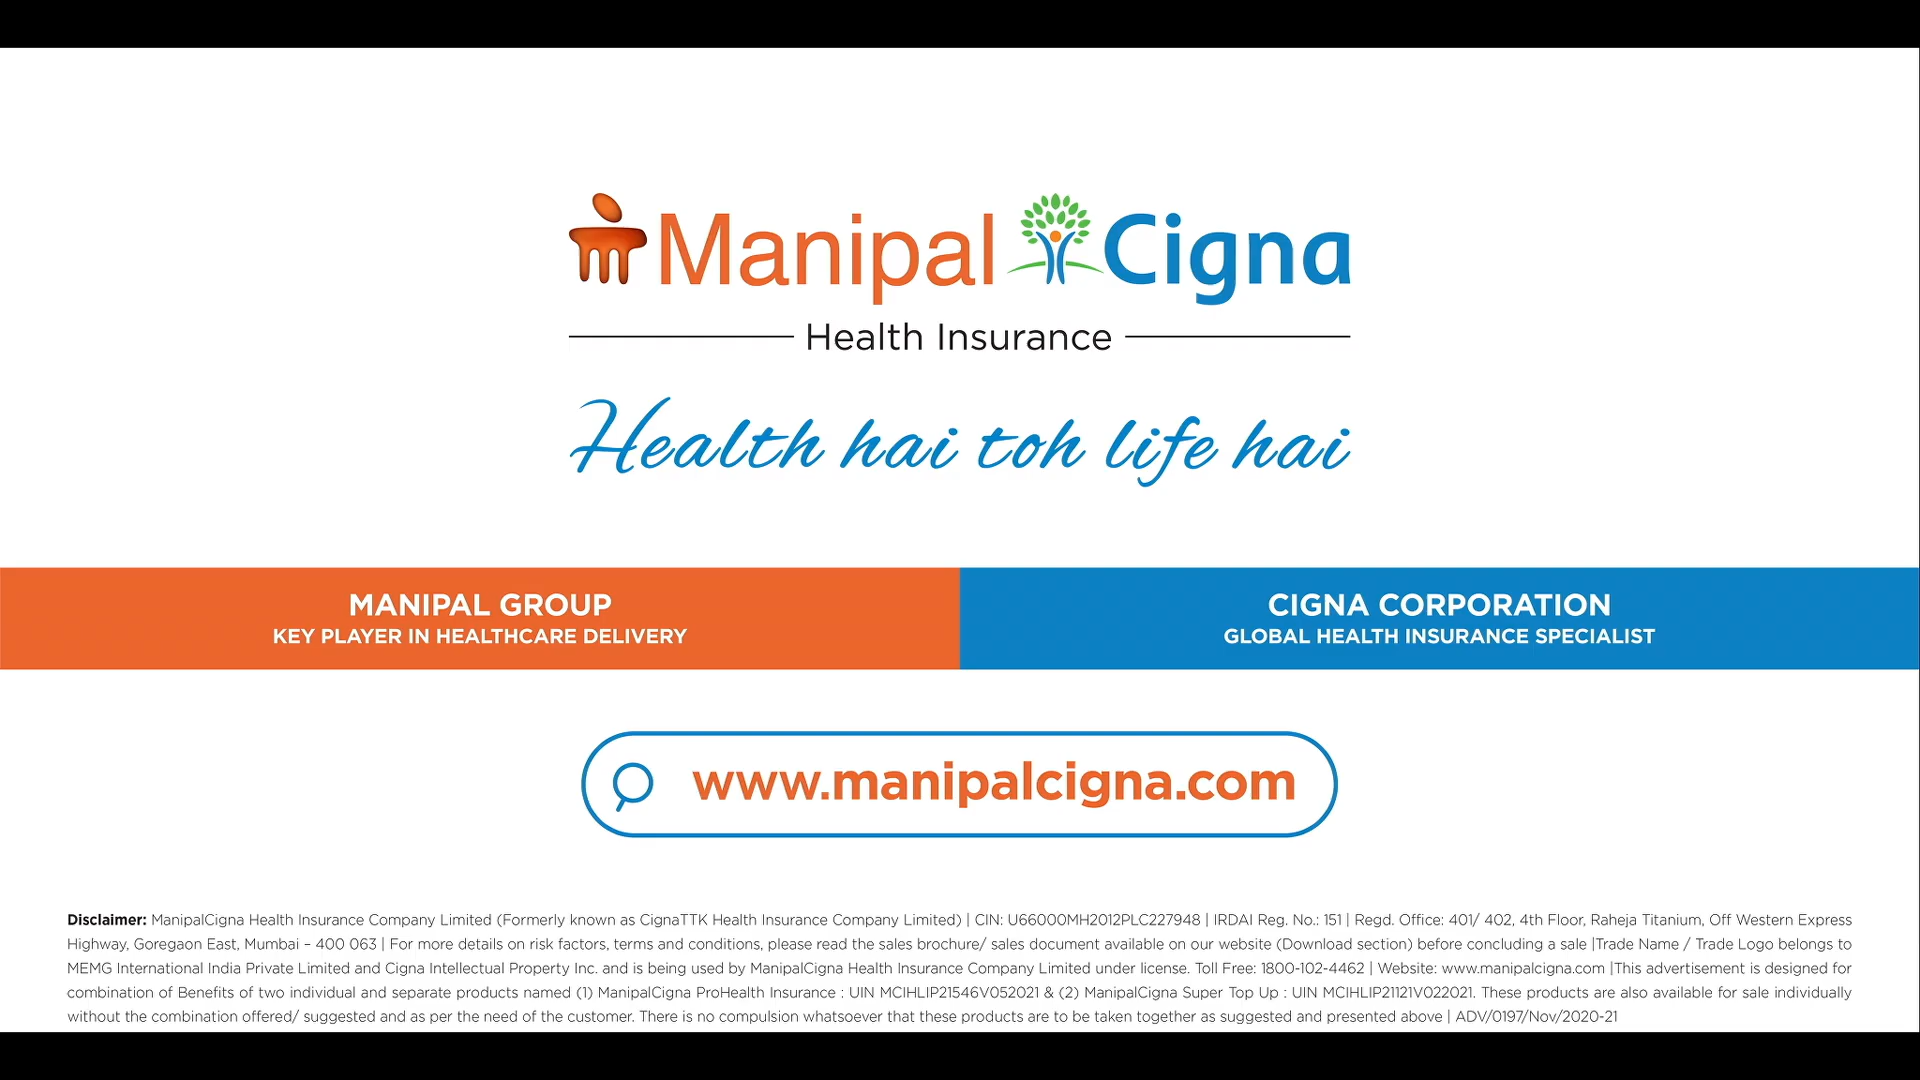 Manipal Cigna
Health Insurance
Health hai toh life hai
MANIPAL GROUP
KEY PLAYER IN HEALTHCARE DELIVERY
CIGNA CORPORATION
GLOBAL HEALTH INSURANCE SPECIALIST
www.manipalcigna.com
Disclaimer: ManipalCigna Health Insurance Company Limited (Formerly known as CignaTTK Health Insurance Company Limited) | CIN: U66000MH2012PLC227948 | IRDAI Reg. No.: 151 | Regd. Office: 401/ 402, 4th Floor, Raheja Titanium, Off Western Express
Highway, Goregaon East, Mumbai – 400 063 | For more details on risk factors, terms and conditions, please read the sales brochure/ sales document available on our website (Download section) before concluding a sale |Trade Name / Trade Logo belongs to
MEMG International India Private Limited and Cigna Intellectual Property Inc. and is being used by ManipalCigna Health Insurance Company Limited under license. Toll Free: 1800-102-4462 | Website: www.manipalcigna.com |This advertisement is designed for
combination of Benefits of two individual and separate products named (1) ManipalCigna ProHealth Insurance : UIN MCIHLIP21546V052021 & (2) ManipalCigna Super Top Up : UIN MCIHLIP21121V022021. These products are also available for sale individually
without the combination offered/ suggested and as per the need of the customer. There is no compulsion whatsoever that these products are to be taken together as suggested and presented above | ADV/0197/Nov/2020-21